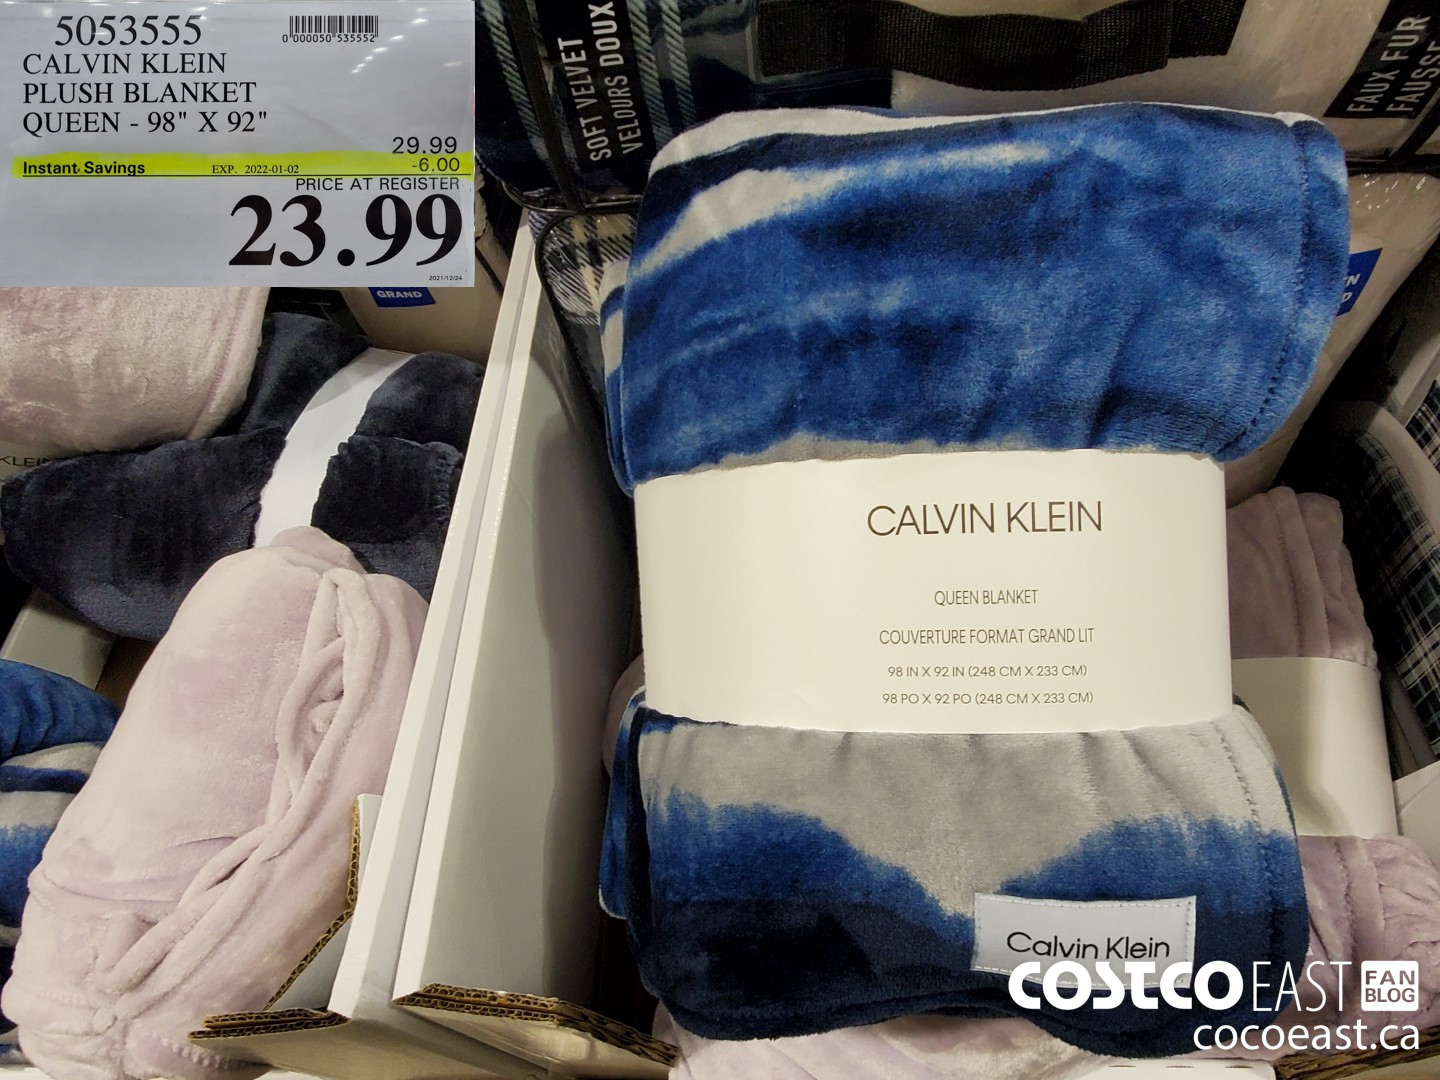 5053555
0 000050 535552
CALVIN KLEIN
PLUSH BLANKET
QUEEN - 98" X 92"
29.99
Instant Savings EXP. 2022-01-02 -6.00
PRICE AT REGISTER
23.99
2021/12/24
GRAND
KLEIN
SOFT VELVET
VELOURS DOUX
FAUX FUR
FAUSSE
CALVIN KLEIN
QUEEN BLANKET
COUVERTURE FORMAT GRAND LIT
98 IN X 92 IN (248 CM X 233 CM)
98 PO X 92 PO (248 CM X 233 CM)
Calvin Klein
COSTCO EAST FAN BLOG
cocoeast.ca